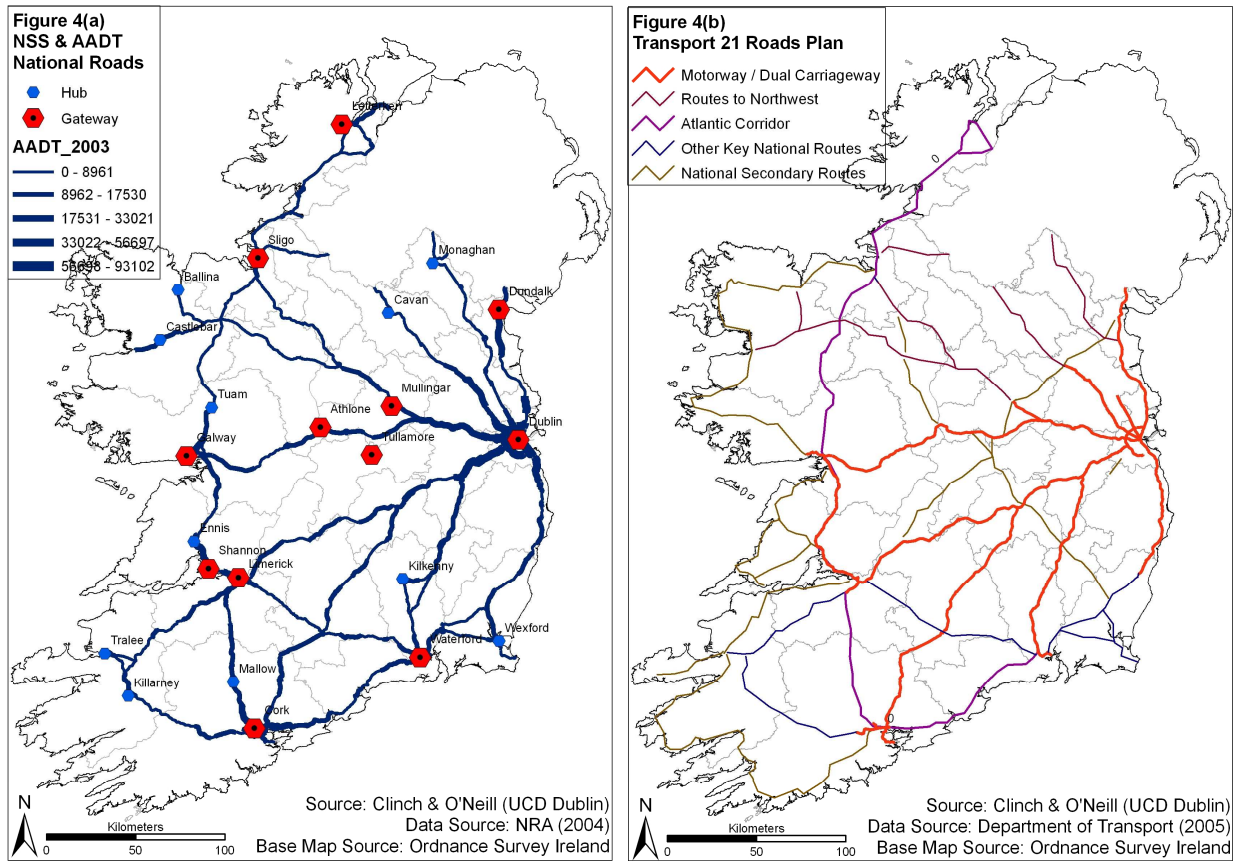 Figure 4(a)
NSS & AADT
National Roads
Hub
Gateway
AADT_2003
0 - 8961
8962 - 17530
17531 - 33021
33022 - 56697
56698 - 93102
Letterken
Sligo
Monaghan
Ballina
Cavan
Dundalk
Castlebar
Mullingar
Tuam
Athlone
Dublin
Galway
Tullamore
Ennis
Shannon
Limerick
Kilkenny
Wexford
Tralee
Waterford
Mallow
Killarney
Cork
N
Kilometers
0 50 100
Source: Clinch & O'Neill (UCD Dublin)
Data Source: NRA (2004)
Base Map Source: Ordnance Survey Ireland
Figure 4(b)
Transport 21 Roads Plan
Motorway / Dual Carriageway
Routes to Northwest
Atlantic Corridor
Other Key National Routes
National Secondary Routes
N
Kilometers
0 50 100
Source: Clinch & O'Neill (UCD Dublin)
Data Source: Department of Transport (2005)
Base Map Source: Ordnance Survey Ireland